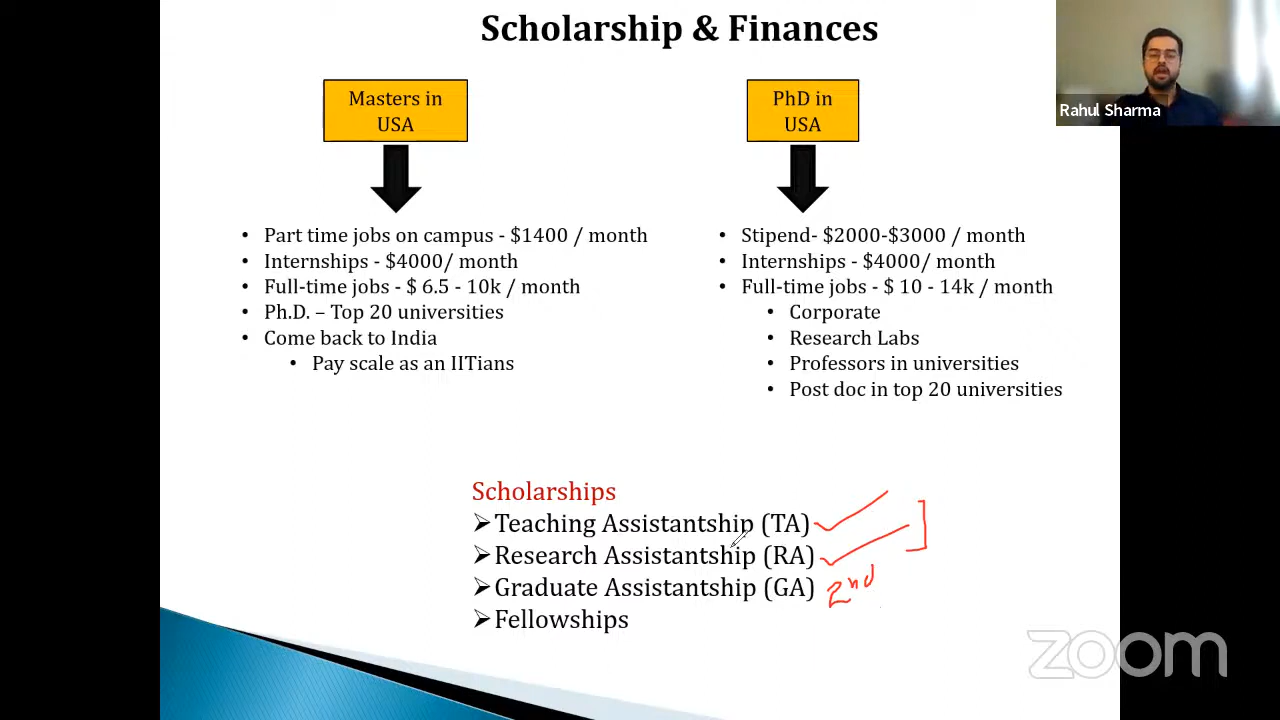 Scholarship & Finances
Rahul Sharma
Masters in
USA
• Part time jobs on campus - $1400 / month
• Internships - $4000/ month
• Full-time jobs - $ 6.5 - 10k / month
• Ph.D. – Top 20 universities
• Come back to India
• Pay scale as an IITians
PhD in
USA
• Stipend- $2000-$3000 / month
• Internships - $4000/ month
• Full-time jobs - $ 10 - 14k / month
• Corporate
• Research Labs
• Professors in universities
• Post doc in top 20 universities
Scholarships
➢Teaching Assistantship (TA)
➢Research Assistantship (RA)
➢Graduate Assistantship (GA) 2nd
➢Fellowships
zoom